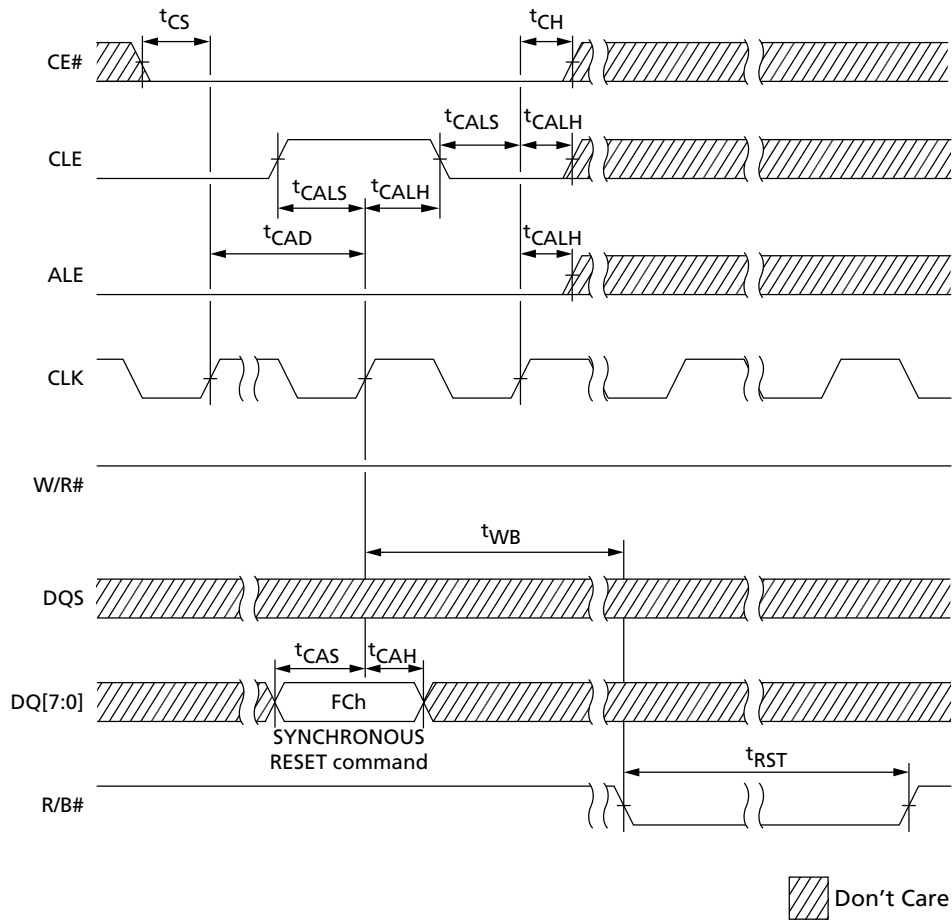 tCS
tCH
CE#
tCALS
tCALH
CLE
tCALS
tCALH
tCAD
tCALH
ALE
CLK
W/R#
tWB
DQS
tCAS
tCAH
DQ[7:0]
FCh
SYNCHRONOUS
RESET command
tRST
R/B#
Don't Care